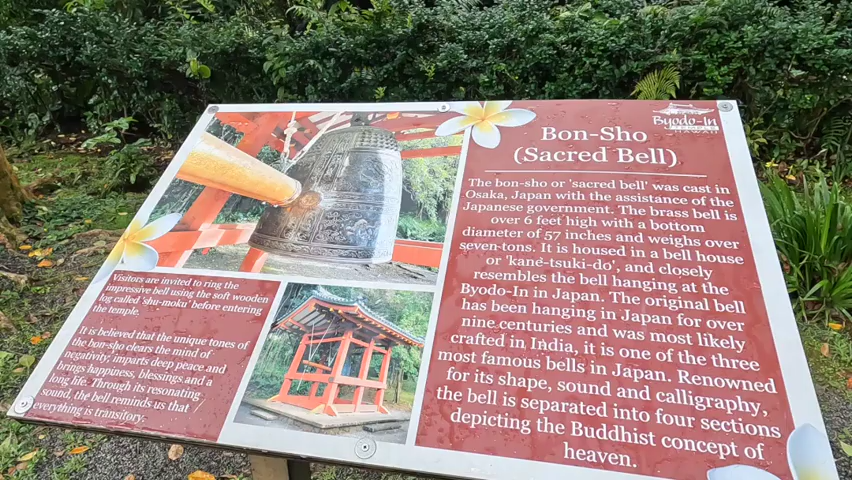 Bon-Sho
(Sacred Bell)
Byodo-In
TEMPLE
HAWAII
The bon-sho or 'sacred bell' was cast in
Osaka, Japan with the assistance of the
Japanese government. The brass bell is
over 6 feet high with a bottom
diameter of 57 inches and weighs over
seven-tons. It is housed in a bell house
or 'kane-tsuki-do', and closely
resembles the bell hanging at the
Byodo-In in Japan. The original bell
has been hanging in Japan for over
nine centuries and was most likely
crafted in India, it is one of the three
most famous bells in Japan. Renowned
for its shape, sound and calligraphy,
the bell is separated into four sections
depicting the Buddhist concept of
heaven.
Visitors are invited to ring the
impressive bell using the soft wooden
log called 'shu-moku' before entering
the temple.
It is believed that the unique tones of
the bon-sho clears the mind of
negativity, imparts deep peace and
brings happiness, blessings and a
long life. Through its resonating
sound, the bell reminds us that
everything is transitory.